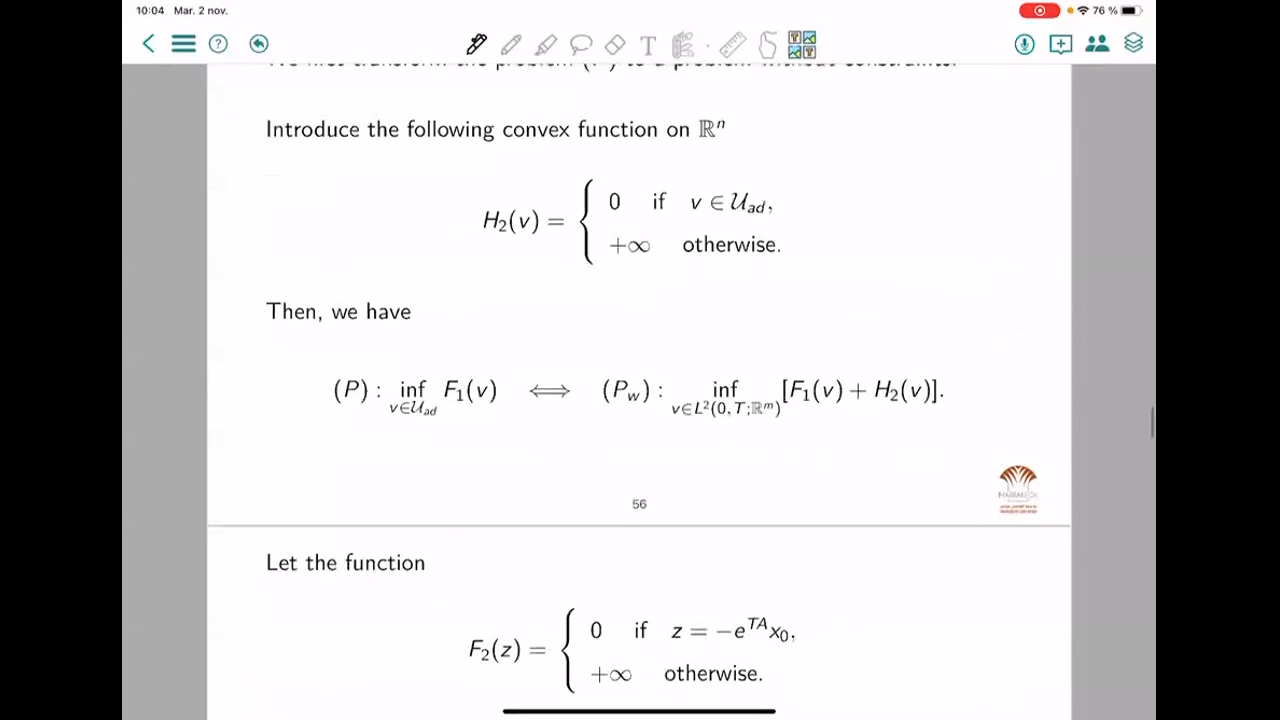 10:04 Mar. 2 nov.
76 %
Introduce the following convex function on ℝⁿ
H₂(v) = { 0 if v ∈ 𝒰_ad,
+∞ otherwise.
Then, we have
(P) : inf_{v∈𝒰_ad} F₁(v) ⟺ (P_w) : inf_{v∈L²(0,T;ℝᵐ)} [F₁(v) + H₂(v)].
56
Let the function
F₂(z) = { 0 if z = −e^{TA}x₀,
+∞ otherwise.